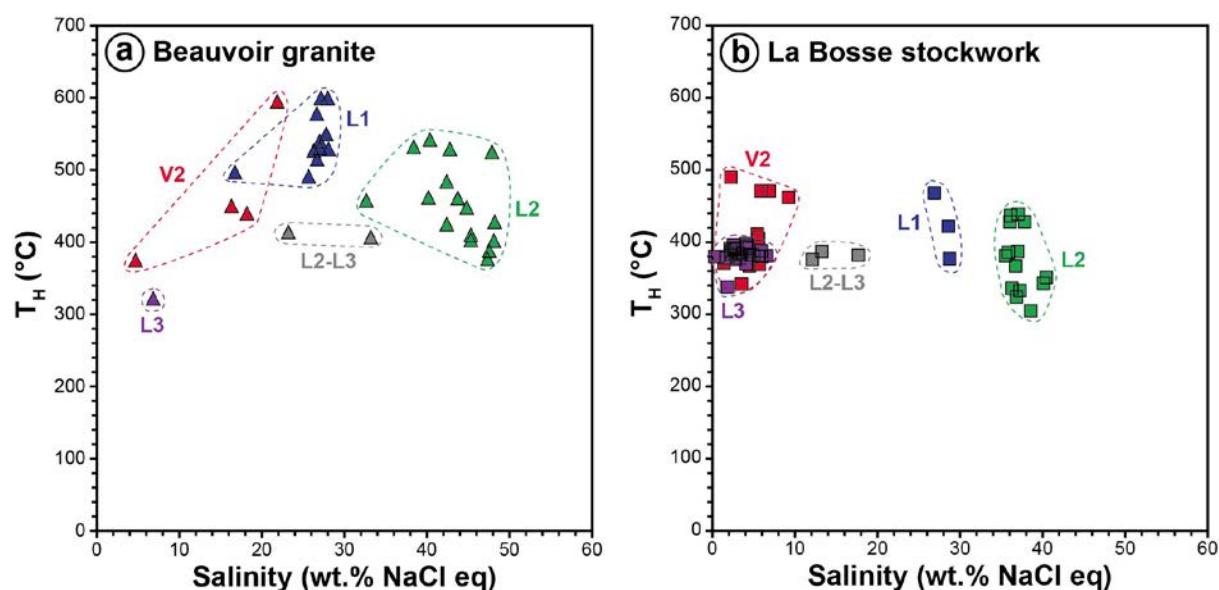 a Beauvoir granite
700
600
500
400
300
200
100
0
T_H (°C)
V2
L1
L2
L2-L3
L3
0 10 20 30 40 50 60
Salinity (wt.% NaCl eq)
b La Bosse stockwork
700
600
500
400
300
200
100
0
T_H (°C)
V2
L1
L2
L2-L3
L3
0 10 20 30 40 50 60
Salinity (wt.% NaCl eq)